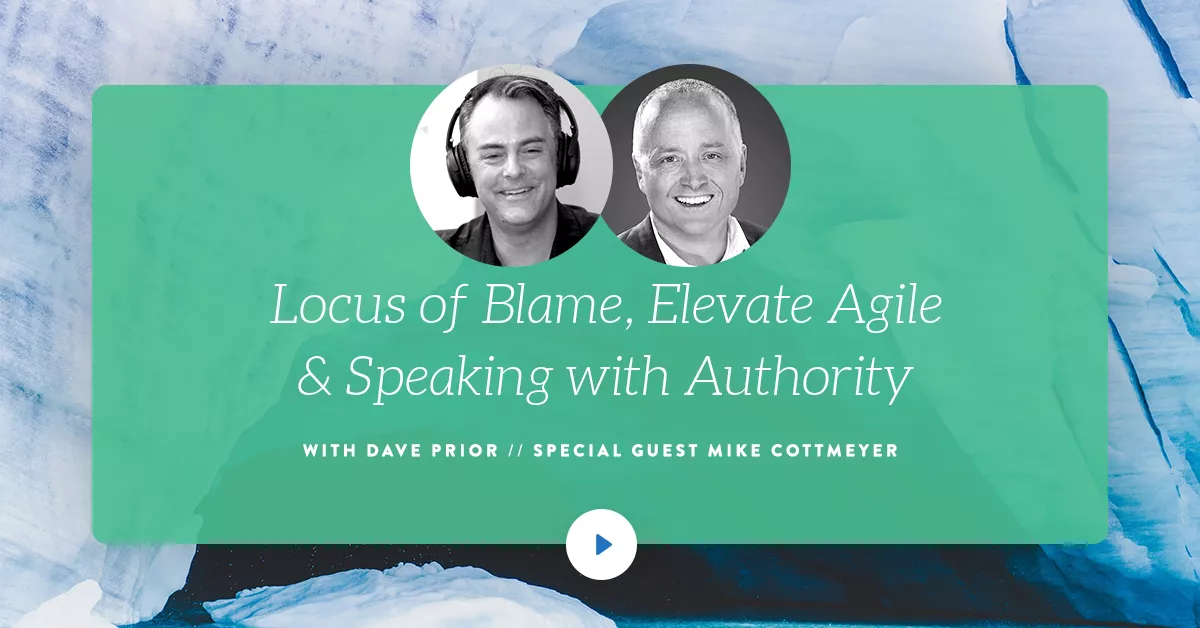 Locus of Blame, Elevate Agile
& Speaking with Authority
WITH DAVE PRIOR // SPECIAL GUEST MIKE COTTMEYER